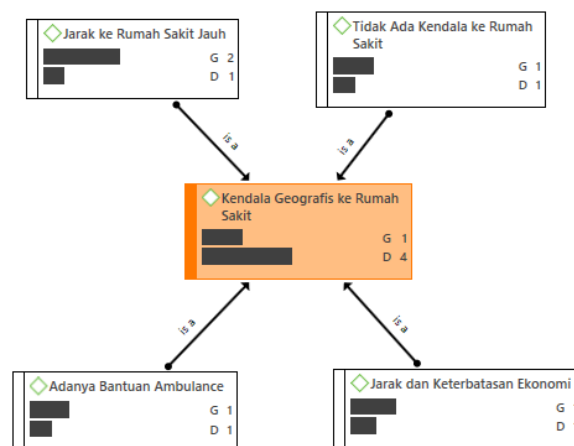 Jarak ke Rumah Sakit Jauh
G 2
D 1
Tidak Ada Kendala ke Rumah
Sakit
G 1
D 1
is a
is a
Kendala Geografis ke Rumah
Sakit
G 1
D 4
is a
is a
Adanya Bantuan Ambulance
G 1
D 1
Jarak dan Keterbatasan Ekonomi
G
D